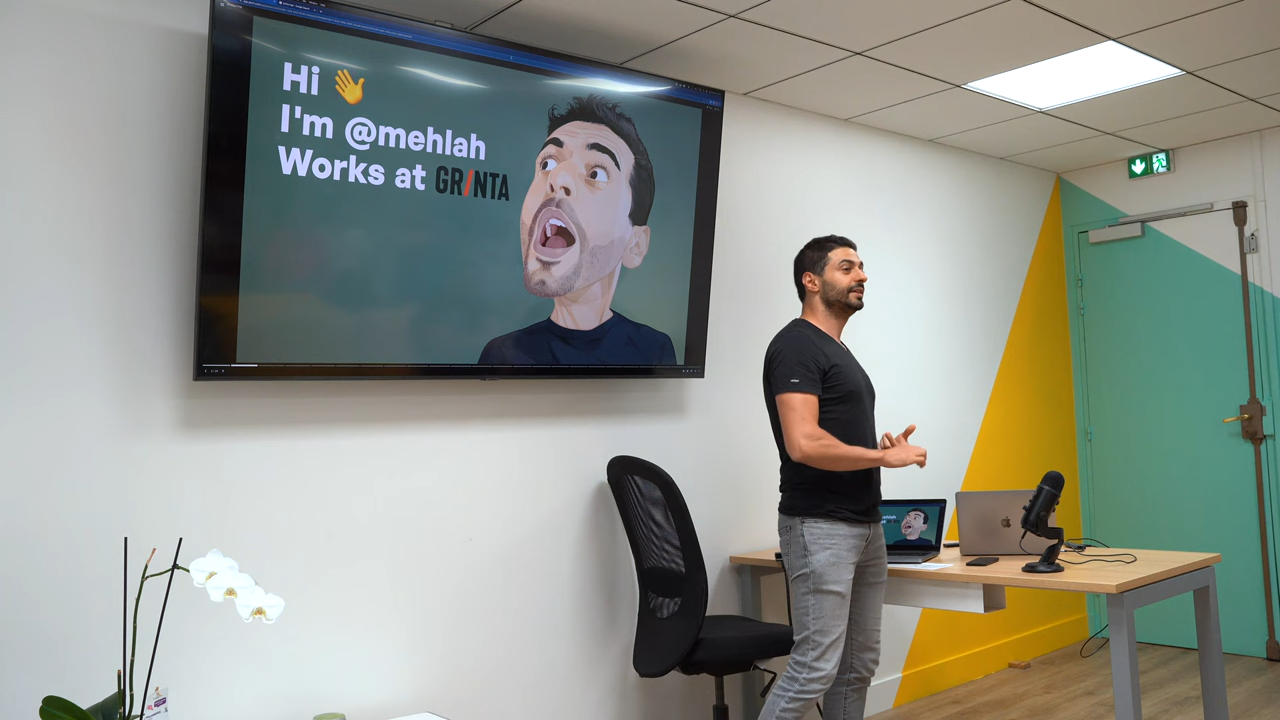 Hi 👋
I'm @mehlah
Works at GR/NTA